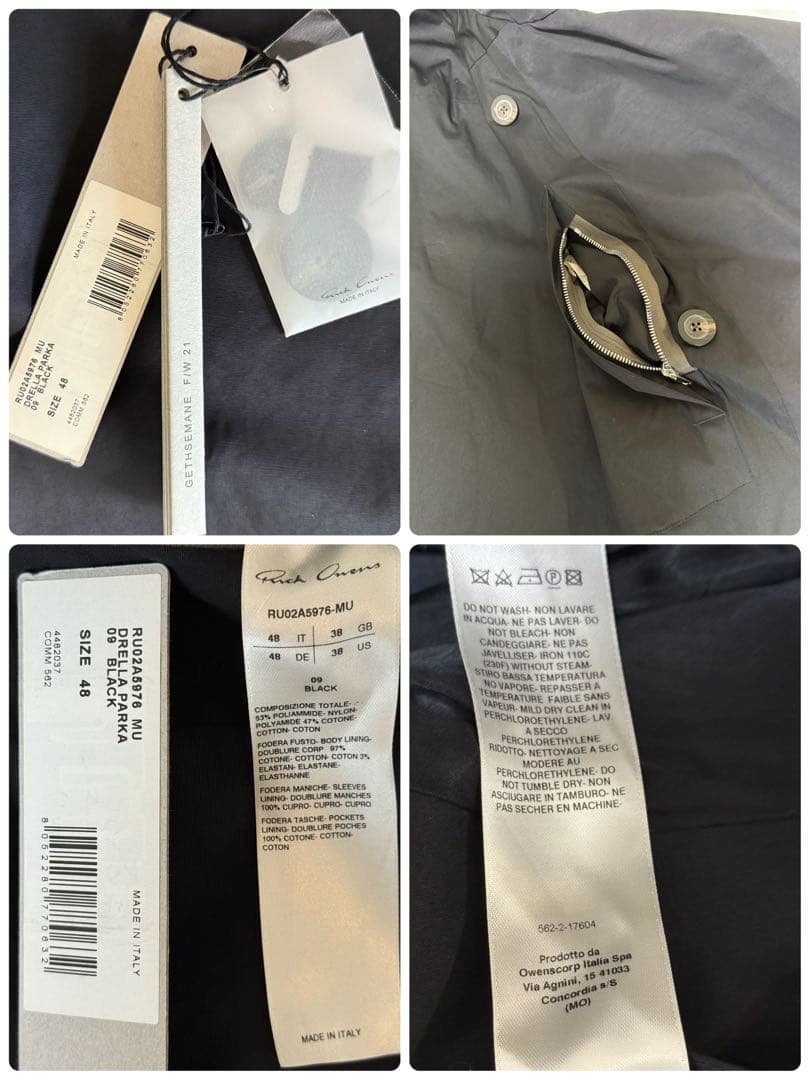 MADE IN ITALY
8052280770632
RU02A5976 MU
DRELLA PARKA
09 BLACK
SIZE 48
4482037
COMM 562
GETHSEMANE F/W 21
Rick Owens
MADE IN ITALY
RU02A5976 MU
DRELLA PARKA
09 BLACK
SIZE 48
4482037
COMM 562
8052280770632
MADE IN ITALY
Rick Owens
RU02A5976-MU
48 IT 38 GB
48 DE 38 US
09
BLACK
COMPOSIZIONE TOTALE-
53% POLIAMMIDE- NYLON-
POLYAMIDE 47% COTONE-
COTTON- COTON
FODERA FUSTO- BODY LINING-
DOUBLURE CORP 97%
COTONE- COTTON- COTON 3%
ELASTAN- ELASTANE-
ELASTHANNE
FODERA MANICHE- SLEEVES
LINING- DOUBLURE MANCHES
100% CUPRO- CUPRO- CUPRO
FODERA TASCHE- POCKETS
LINING- DOUBLURE POCHES
100% COTONE- COTTON-
COTON
MADE IN ITALY
DO NOT WASH- NON LAVARE
IN ACQUA- NE PAS LAVER- DO
NOT BLEACH- NON
CANDEGGIARE- NE PAS
JAVELLISER- IRON 110C
(230F) WITHOUT STEAM-
STIRO BASSA TEMPERATURA
NO VAPORE- REPASSER A
TEMPERATURE FAIBLE SANS
VAPEUR- MILD DRY CLEAN IN
PERCHLOROETHYLENE- LAV
A SECCO
PERCHLORETHYLENE
RIDOTTO- NETTOYAGE A SEC
MODERE AU
PERCHLORETHYLENE- DO
NOT TUMBLE DRY- NON
ASCIUGARE IN TAMBURO- NE
PAS SECHER EN MACHINE-
562-2-17604
Prodotto da
Owenscorp Italia Spa
Via Agnini, 15 41033
Concordia s/S
(MO)